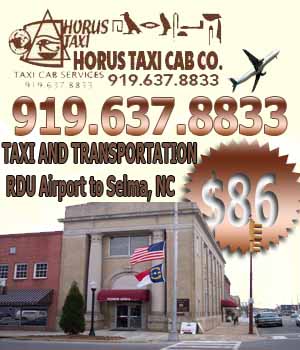 HORUS
TAXI
TAXI CAB SERVICES
919.637.8833
HORUS TAXI CAB CO.
919.637.8833
919.637.8833
TAXI AND TRANSPORTATION
RDU Airport to Selma, NC
$86